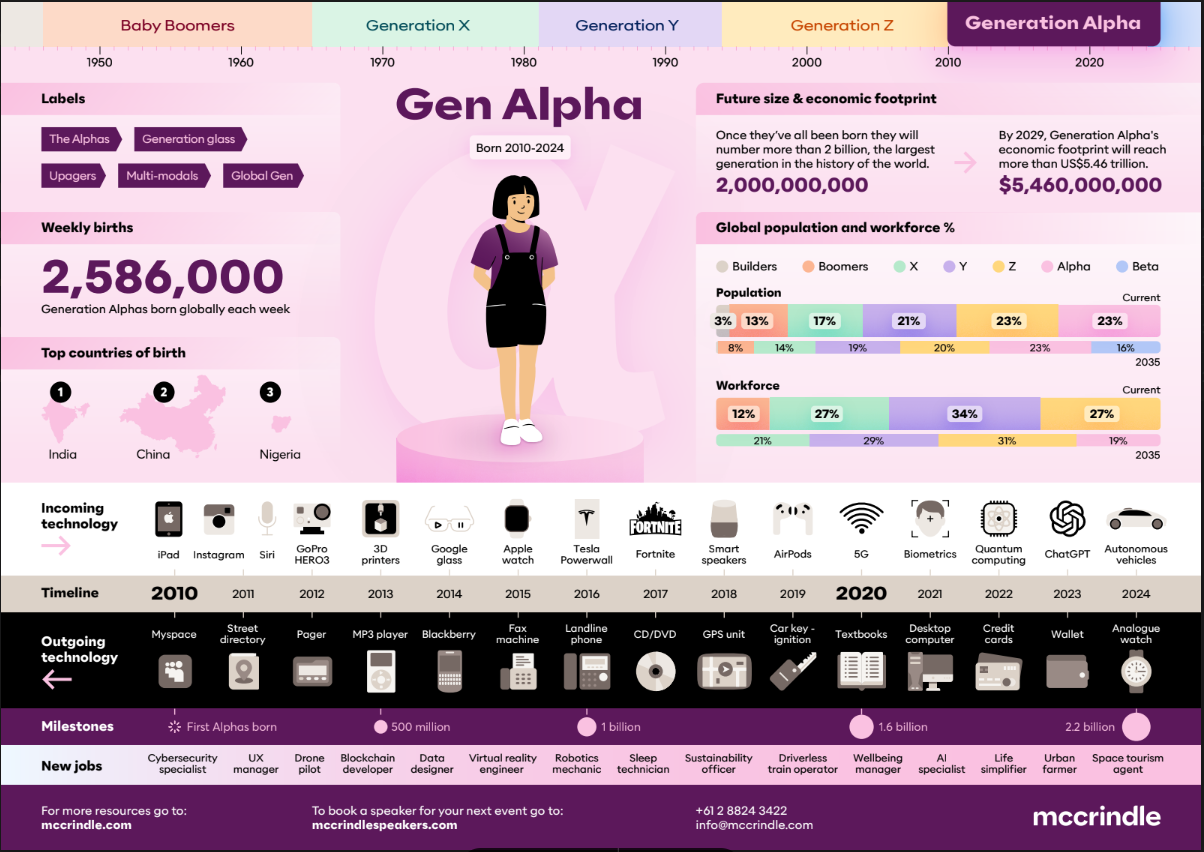 Baby Boomers
Generation X
Generation Y
Generation Z
Generation Alpha
1950
1960
1970
1980
1990
2000
2010
2020
Labels
The Alphas
Generation glass
Upagers
Multi-modals
Global Gen
Weekly births
2,586,000
Generation Alphas born globally each week
Top countries of birth
1
2
3
India
China
Nigeria
Gen Alpha
Born 2010-2024
Future size & economic footprint
Once they've all been born they will
number more than 2 billion, the largest
generation in the history of the world.
2,000,000,000
By 2029, Generation Alpha's
economic footprint will reach
more than US$5.46 trillion.
$5,460,000,000
Global population and workforce %
Builders
Boomers
X
Y
Z
Alpha
Beta
Population
Current
3%
13%
17%
21%
23%
23%
8%
14%
19%
20%
23%
16%
2035
Workforce
Current
12%
27%
34%
27%
21%
29%
31%
19%
2035
Incoming
technology
iPad
Instagram
Siri
GoPro
HERO3
3D
printers
Google
glass
Apple
watch
Tesla
Powerwall
FORTNITE
Fortnite
Smart
speakers
AirPods
5G
Biometrics
Quantum
computing
ChatGPT
Autonomous
vehicles
Timeline
2010
2011
2012
2013
2014
2015
2016
2017
2018
2019
2020
2021
2022
2023
2024
Outgoing
technology
Myspace
Street
directory
Pager
MP3 player
Blackberry
Fax
machine
Landline
phone
CD/DVD
GPS unit
Car key -
ignition
Textbooks
Desktop
computer
Credit
cards
Wallet
Analogue
watch
Milestones
First Alphas born
500 million
1 billion
1.6 billion
2.2 billion
New jobs
Cybersecurity
specialist
UX
manager
Drone
pilot
Blockchain
developer
Data
designer
Virtual reality
engineer
Robotics
mechanic
Sleep
technician
Sustainability
officer
Driverless
train operator
Wellbeing
manager
AI
specialist
Life
simplifier
Urban
farmer
Space tourism
agent
For more resources go to:
mccrindle.com
To book a speaker for your next event go to:
mccrindlespeakers.com
+61 2 8824 3422
info@mccrindle.com
mccrindle